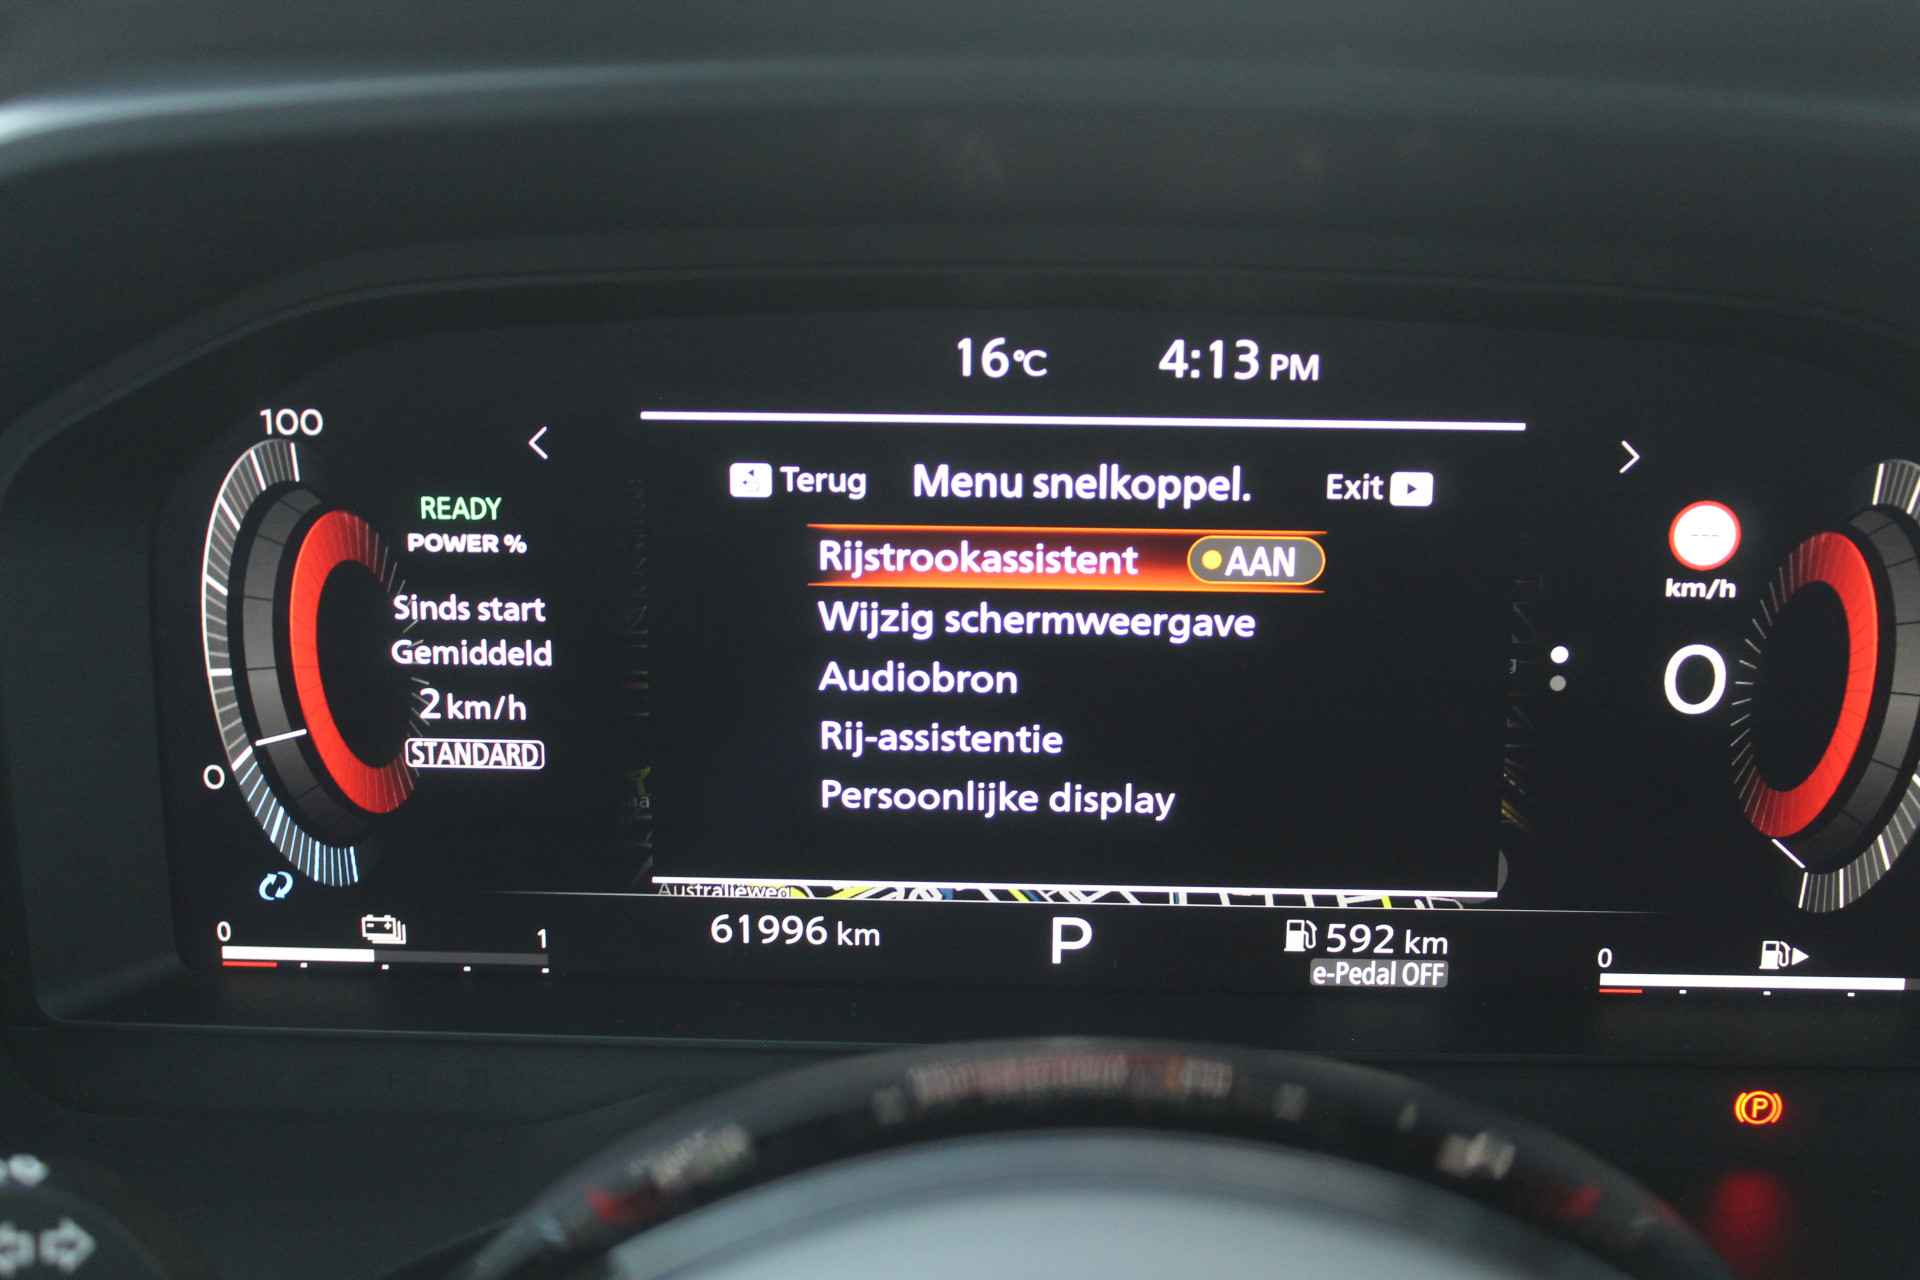 16°C 4:13 PM
100
Terug Menu snelkoppel. Exit
READY
POWER %
Rijstrookassistent AAN
km/h
Sinds start
Wijzig schermweergave
Gemiddeld
Audiobron
0
2 km/h
Rij-assistentie
STANDARD
0
Persoonlijke display
Australiëweg
0 1
61996 km P 592 km
e-Pedal OFF
0
P